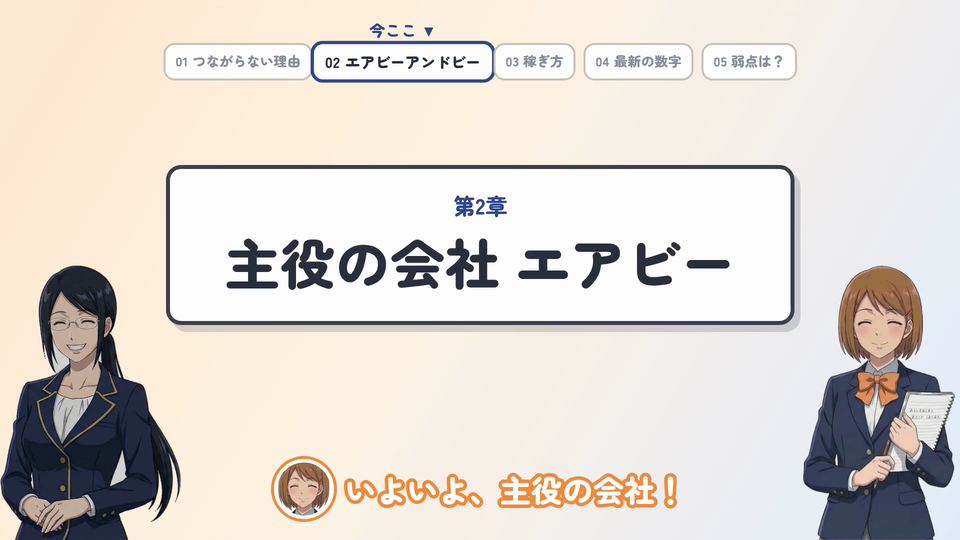 今ここ ▼
01 つながらない理由
02 エアビーアンドビー
03 稼ぎ方
04 最新の数字
05 弱点は？
第2章
主役の会社 エアビー
いよいよ、主役の会社！